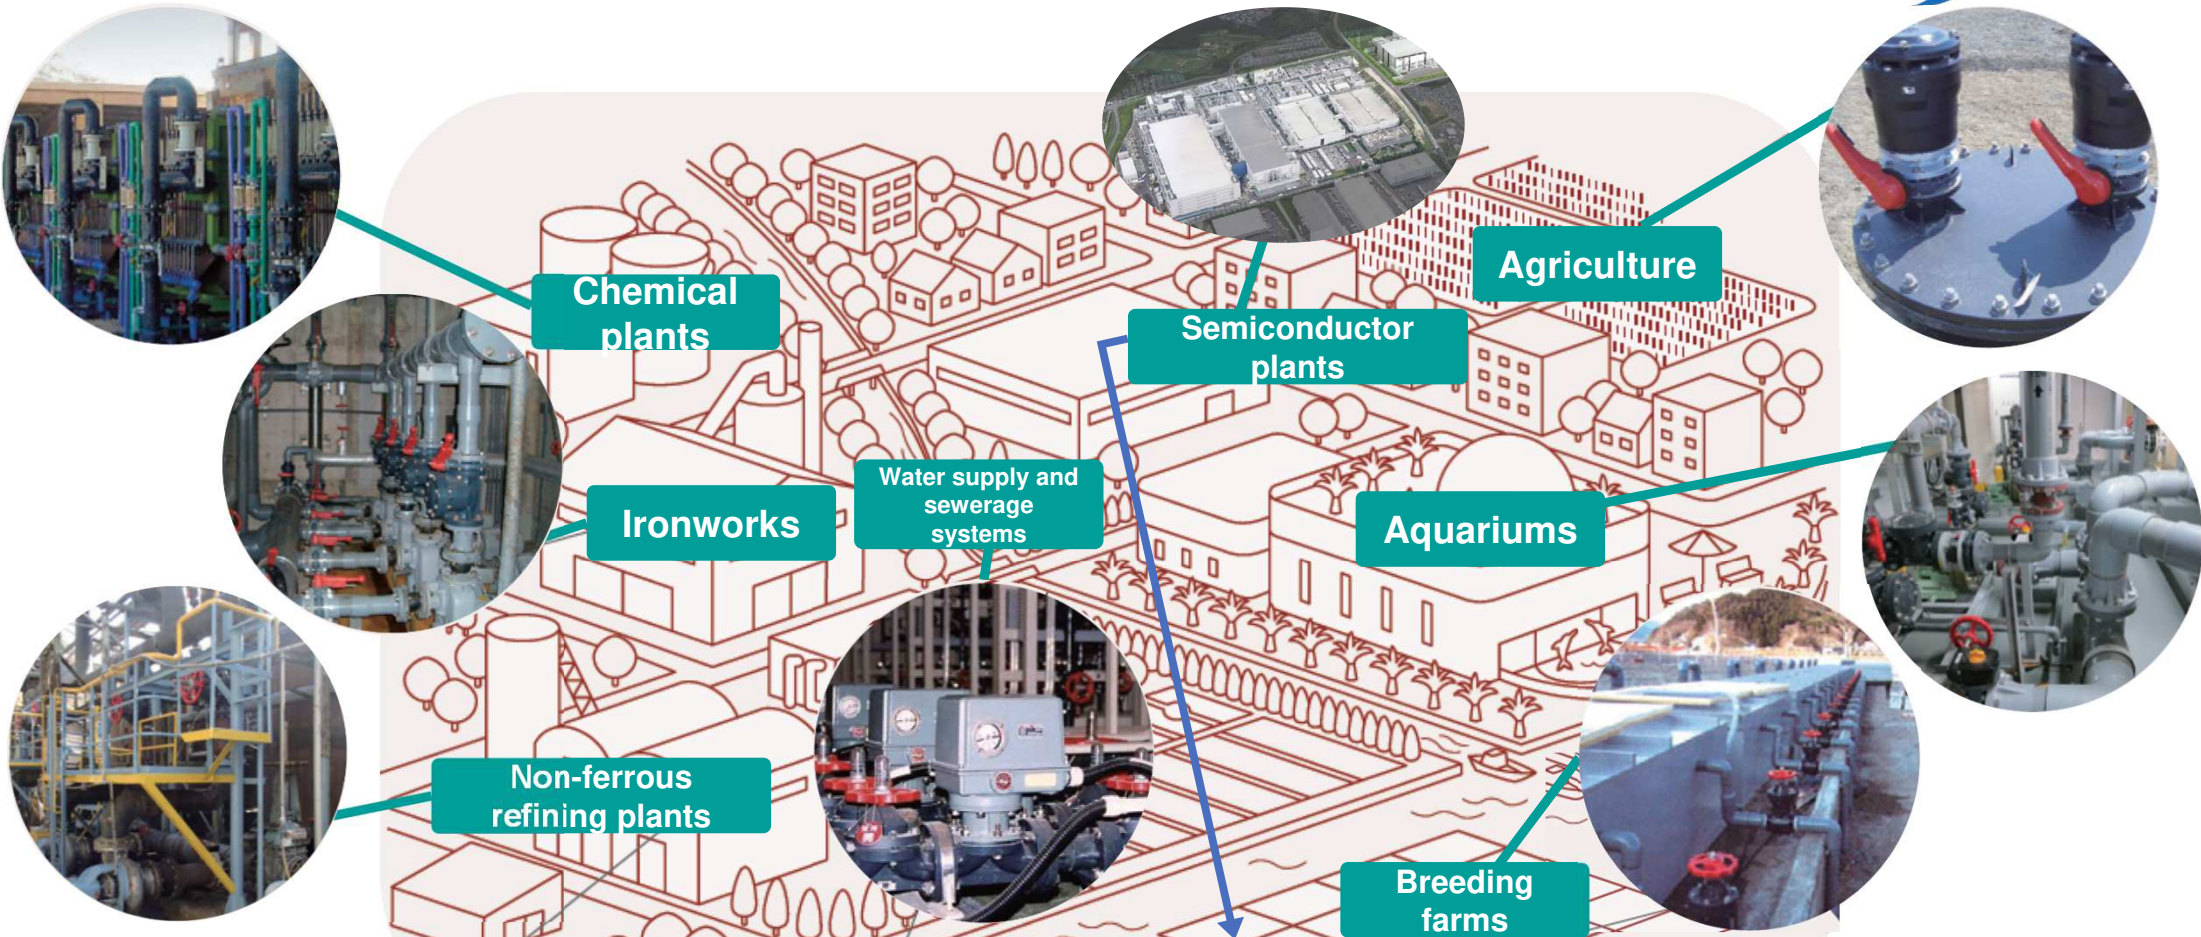 Chemical
plants
Semiconductor
plants
Agriculture
Ironworks
Water supply and
sewerage
systems
Aquariums
Non-ferrous
refining plants
Breeding
farms